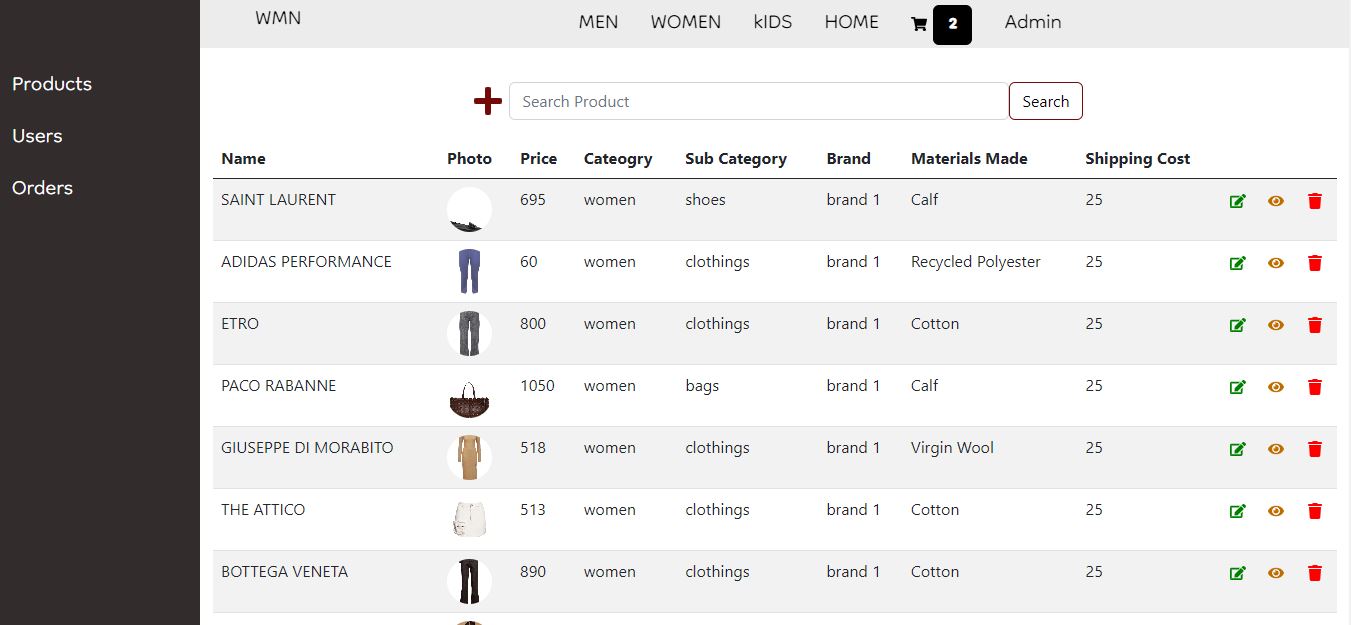 WMN MEN WOMEN kIDS HOME 2 Admin
Products
Users
Orders
Search Product Search
Name Photo Price Cateogry Sub Category Brand Materials Made Shipping Cost
SAINT LAURENT 695 women shoes brand 1 Calf 25
ADIDAS PERFORMANCE 60 women clothings brand 1 Recycled Polyester 25
ETRO 800 women clothings brand 1 Cotton 25
PACO RABANNE 1050 women bags brand 1 Calf 25
GIUSEPPE DI MORABITO 518 women clothings brand 1 Virgin Wool 25
THE ATTICO 513 women clothings brand 1 Cotton 25
BOTTEGA VENETA 890 women clothings brand 1 Cotton 25